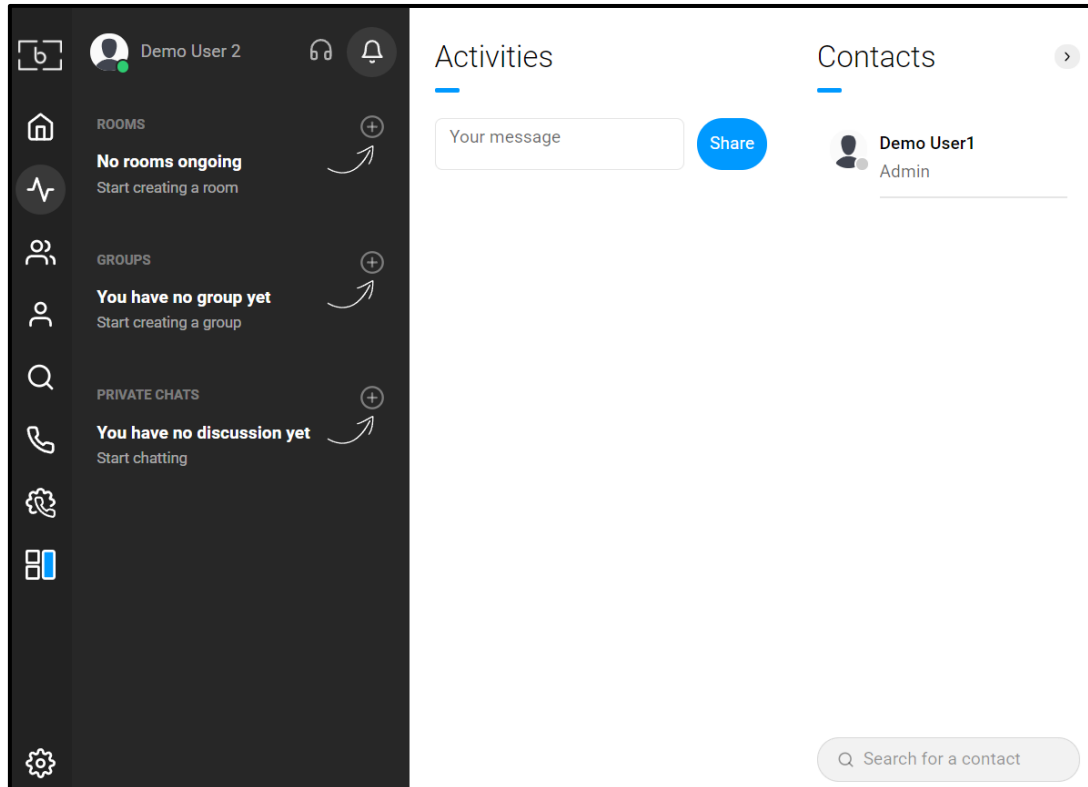 b
Demo User 2
ROOMS
No rooms ongoing
Start creating a room
GROUPS
You have no group yet
Start creating a group
PRIVATE CHATS
You have no discussion yet
Start chatting
Activities
Your message
Share
Contacts
Demo User1
Admin
Search for a contact